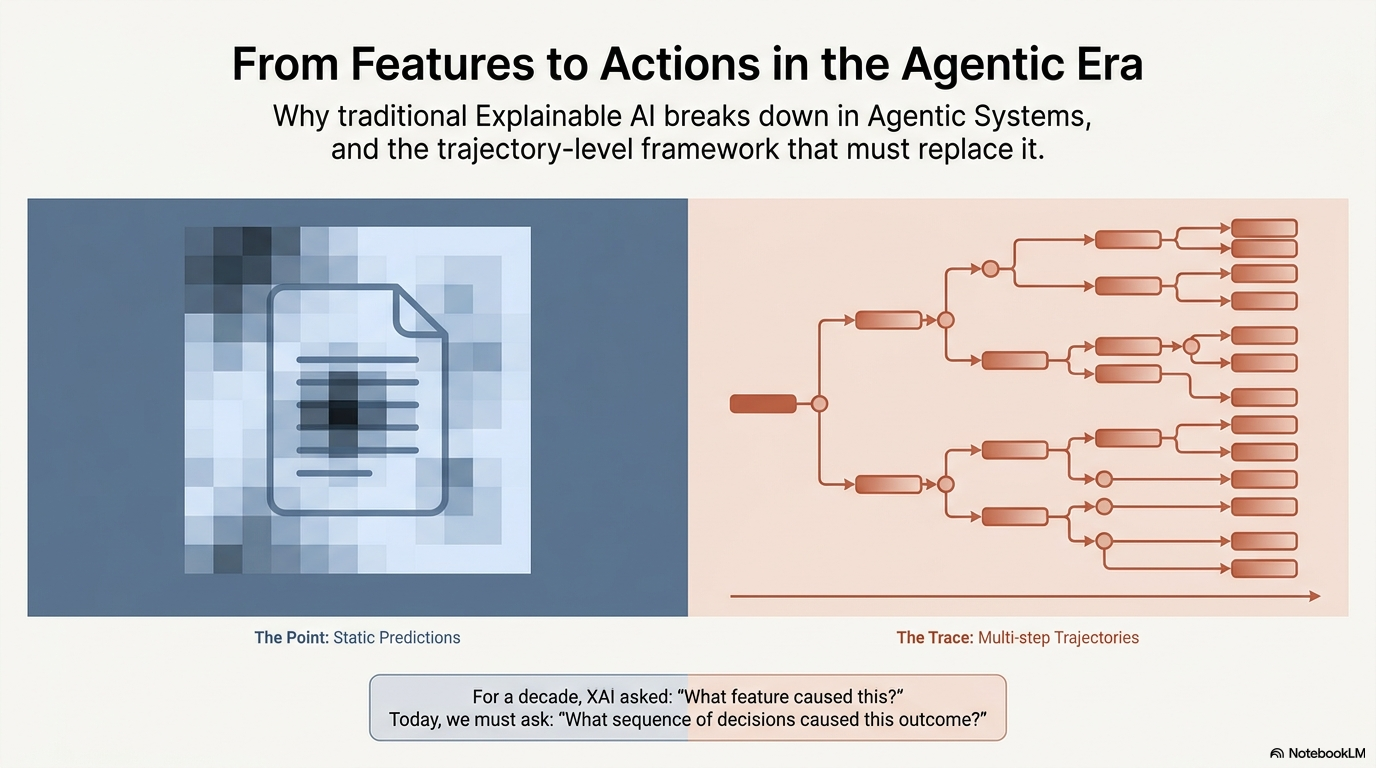 From Features to Actions in the Agentic Era
Why traditional Explainable AI breaks down in Agentic Systems,
and the trajectory-level framework that must replace it.
The Point: Static Predictions
The Trace: Multi-step Trajectories
For a decade, XAI asked: “What feature caused this?”
Today, we must ask: “What sequence of decisions caused this outcome?”
NotebookLM